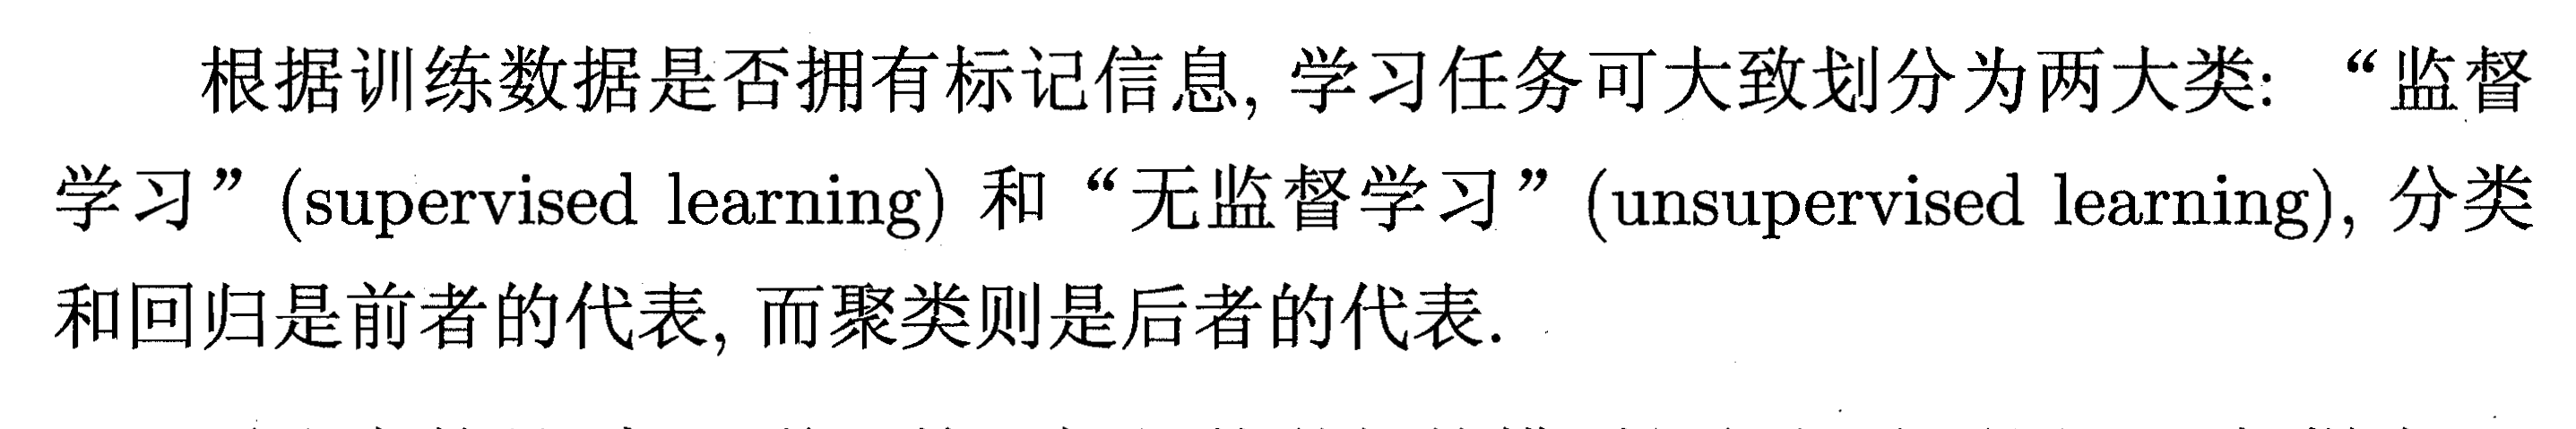 根据训练数据是否拥有标记信息, 学习任务可大致划分为两大类: “监督
学习” (supervised learning) 和 “无监督学习” (unsupervised learning), 分类
和回归是前者的代表, 而聚类则是后者的代表.